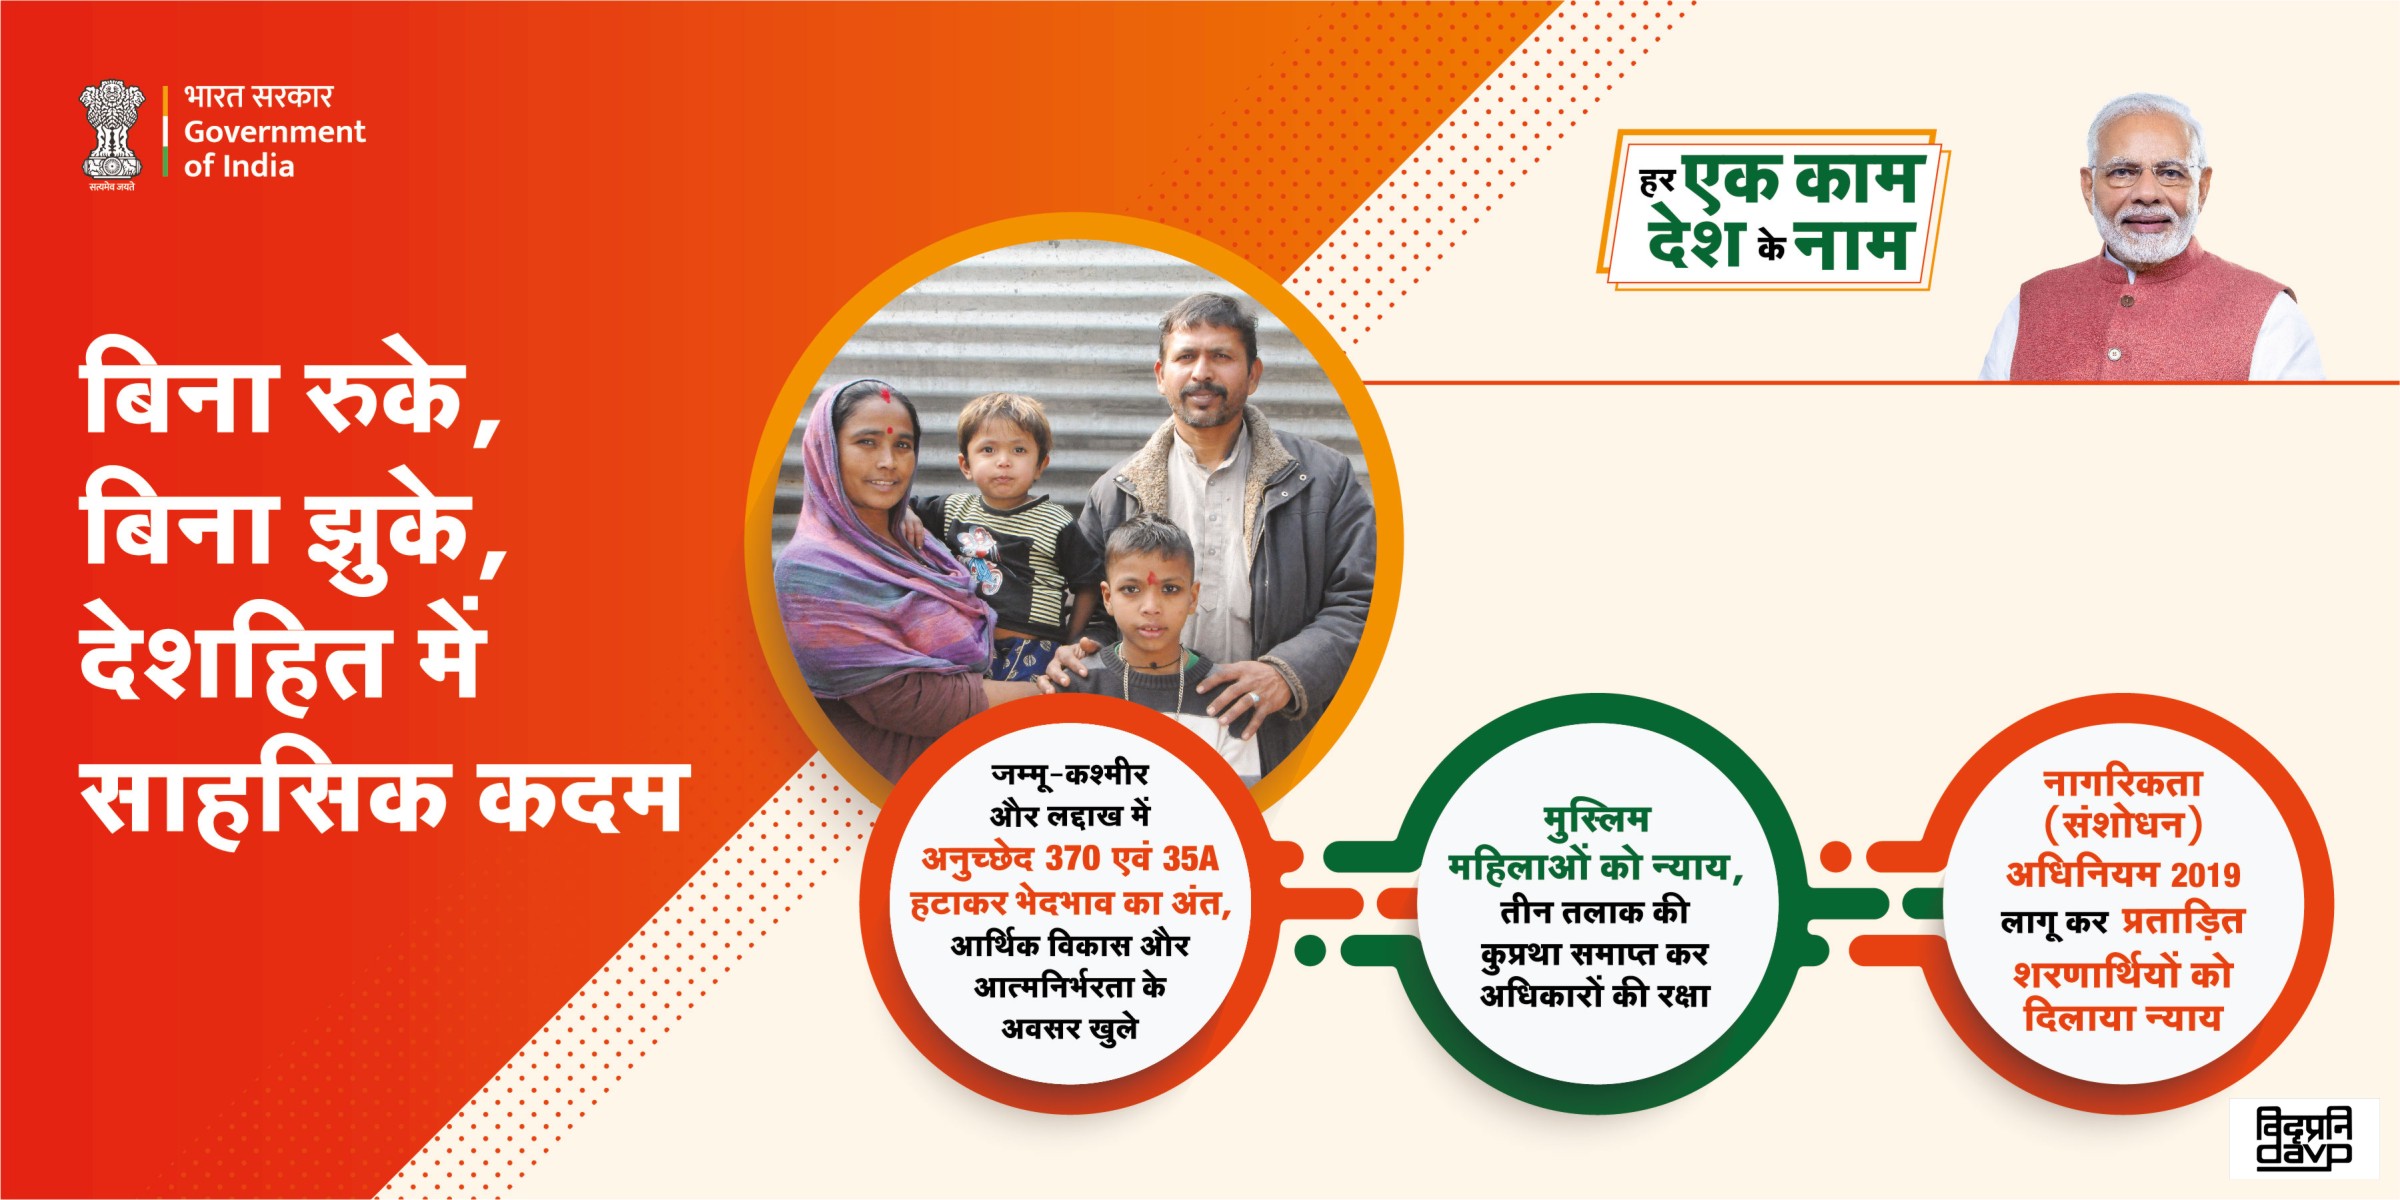 भारत सरकार
Government
of India
सत्यमेव जयते
हर एक काम
देश के नाम
बिना रुके,
बिना झुके,
देशहित में
साहसिक कदम
जम्मू-कश्मीर
और लद्दाख में
अनुच्छेद 370 एवं 35A
हटाकर भेदभाव का अंत,
आर्थिक विकास और
आत्मनिर्भरता के
अवसर खुले
मुस्लिम
महिलाओं को न्याय,
तीन तलाक की
कुप्रथा समाप्त कर
अधिकारों की रक्षा
नागरिकता
(संशोधन)
अधिनियम 2019
लागू कर प्रताड़ित
शरणार्थियों को
दिलाया न्याय
विदृप्रनि
davp